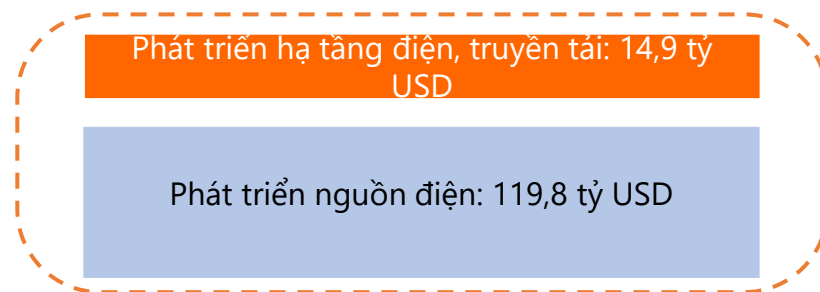 Phát triển hạ tầng điện, truyền tải: 14,9 tỷ
USD
Phát triển nguồn điện: 119,8 tỷ USD